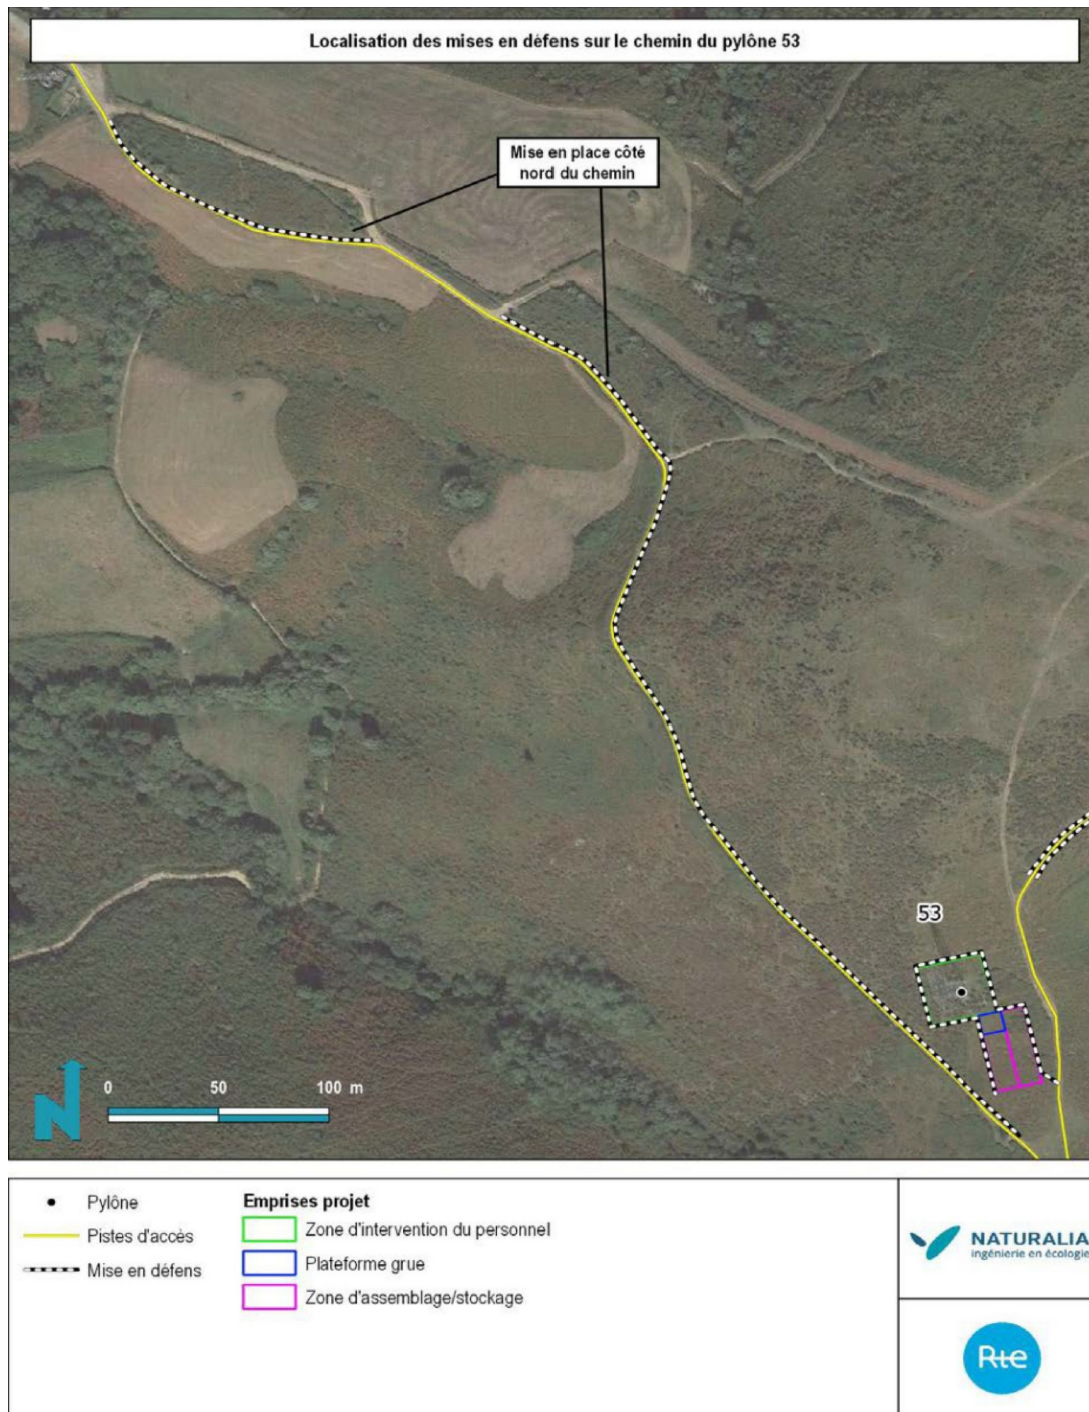 Localisation des mises en défens sur le chemin du pylône 53
Mise en place côté
nord du chemin
53
N
0 50 100 m
Pylône
Pistes d'accès
Mise en défens
Emprises projet
Zone d'intervention du personnel
Plateforme grue
Zone d'assemblage/stockage
NATURALIA
ingénierie en écologie
Rte